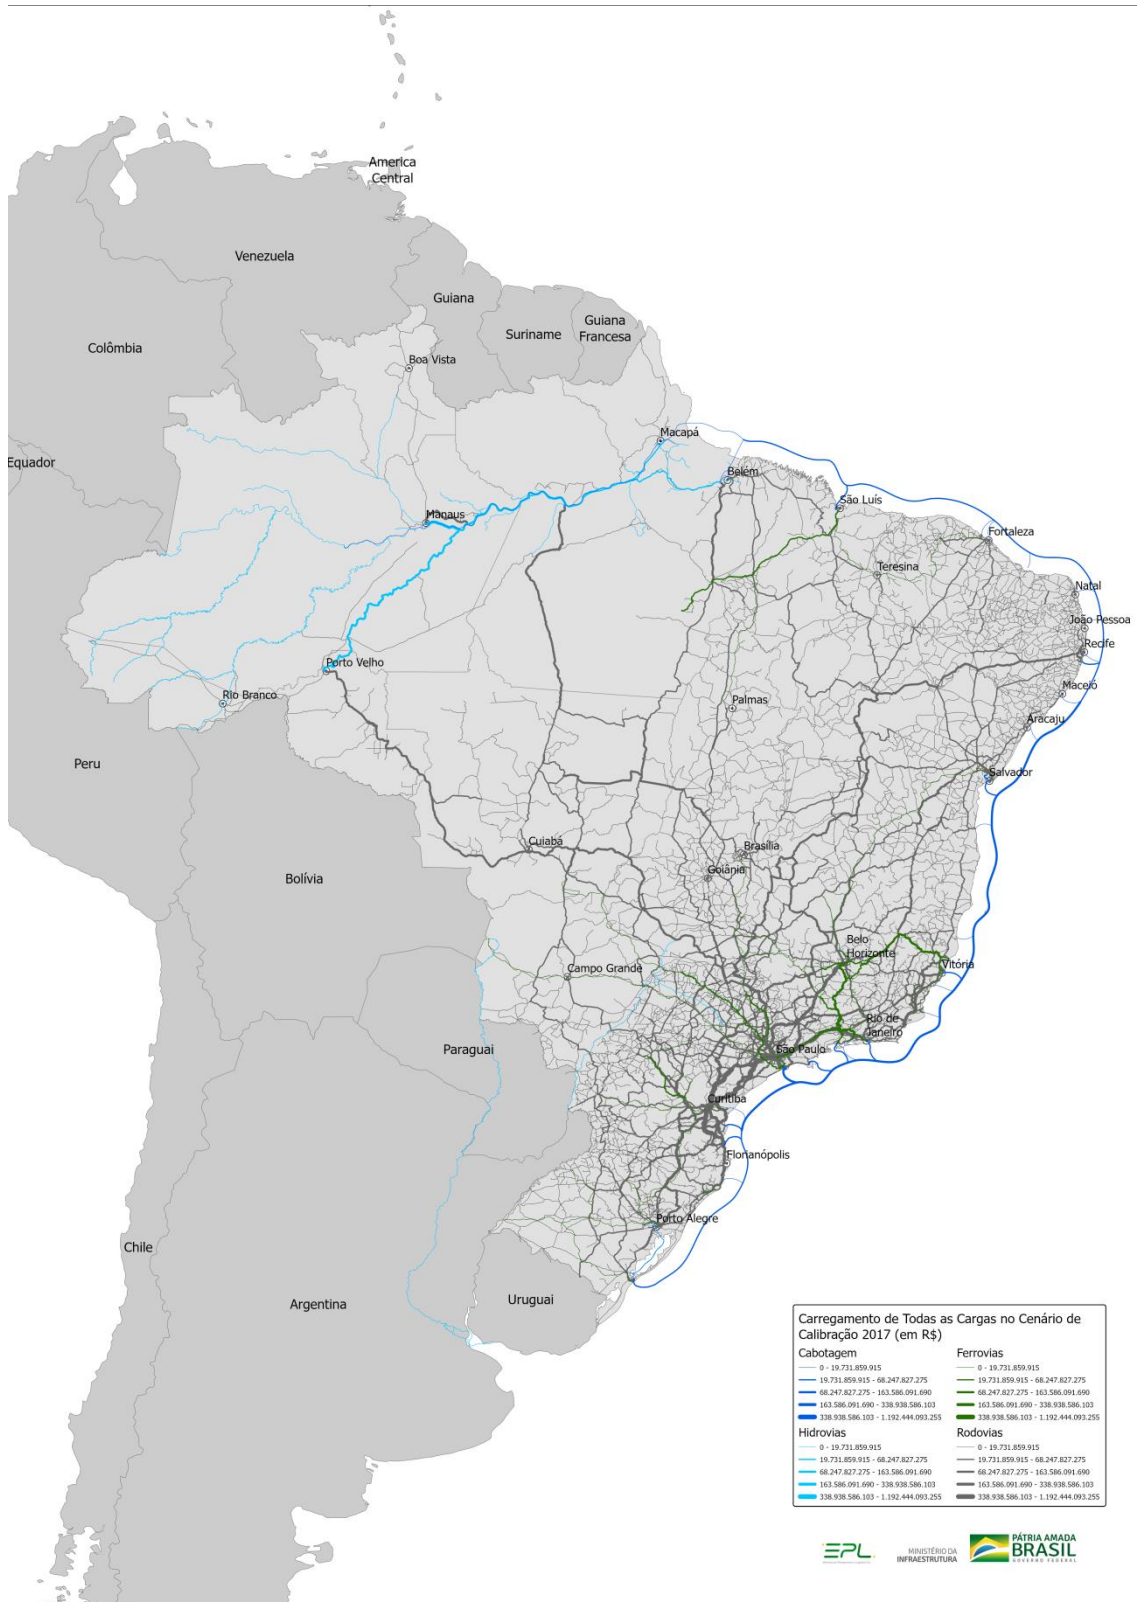 America
Central
Venezuela
Guiana
Suriname
Guiana
Francesa
Colômbia
Boa Vista
Macapá
Equador
Belém
São Luís
Manaus
Fortaleza
Teresina
Natal
João Pessoa
Recife
Porto Velho
Rio Branco
Palmas
Maceió
Aracaju
Peru
Salvador
Cuiabá
Brasília
Goiânia
Bolívia
Belo
Horizonte
Vitória
Campo Grande
Rio de
Janeiro
Paraguai
São Paulo
Curitiba
Florianópolis
Porto Alegre
Chile
Argentina
Uruguai
Carregamento de Todas as Cargas no Cenário de
Calibração 2017 (em R$)
Cabotagem
0 - 19.731.859.915
19.731.859.915 - 68.247.827.275
68.247.827.275 - 163.586.091.690
163.586.091.690 - 338.938.586.103
338.938.586.103 - 1.192.444.093.255
Ferrovias
0 - 19.731.859.915
19.731.859.915 - 68.247.827.275
68.247.827.275 - 163.586.091.690
163.586.091.690 - 338.938.586.103
338.938.586.103 - 1.192.444.093.255
Hidrovias
0 - 19.731.859.915
19.731.859.915 - 68.247.827.275
68.247.827.275 - 163.586.091.690
163.586.091.690 - 338.938.586.103
338.938.586.103 - 1.192.444.093.255
Rodovias
0 - 19.731.859.915
19.731.859.915 - 68.247.827.275
68.247.827.275 - 163.586.091.690
163.586.091.690 - 338.938.586.103
338.938.586.103 - 1.192.444.093.255
EPL
MINISTÉRIO DA
INFRAESTRUTURA
PÁTRIA AMADA
BRASIL
GOVERNO FEDERAL